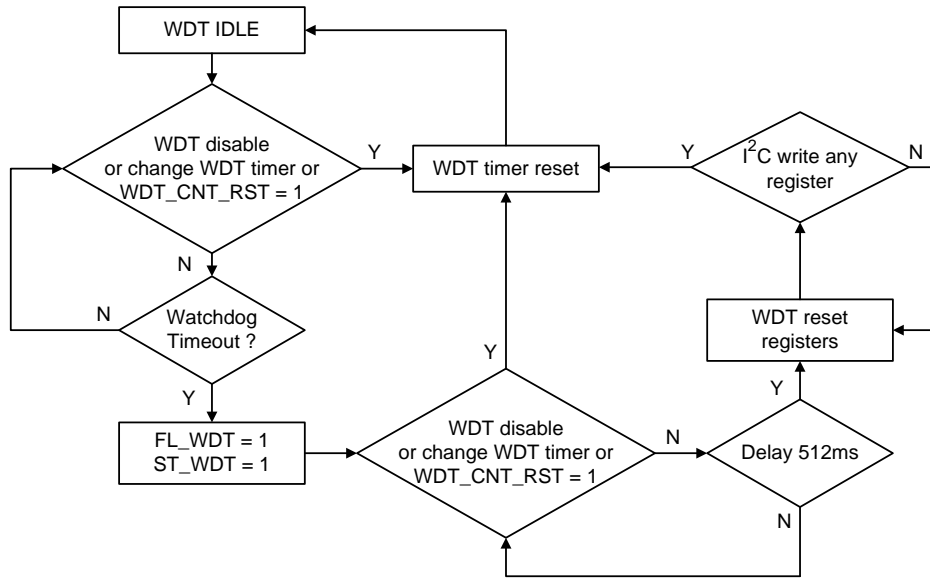 WDT IDLE
WDT disable
or change WDT timer or
WDT_CNT_RST = 1
Y
WDT timer reset
Y
I²C write any
register
N
N
Watchdog
Timeout ?
N
Y
FL_WDT = 1
ST_WDT = 1
Y
WDT disable
or change WDT timer or
WDT_CNT_RST = 1
N
WDT reset
registers
Y
Delay 512ms
N